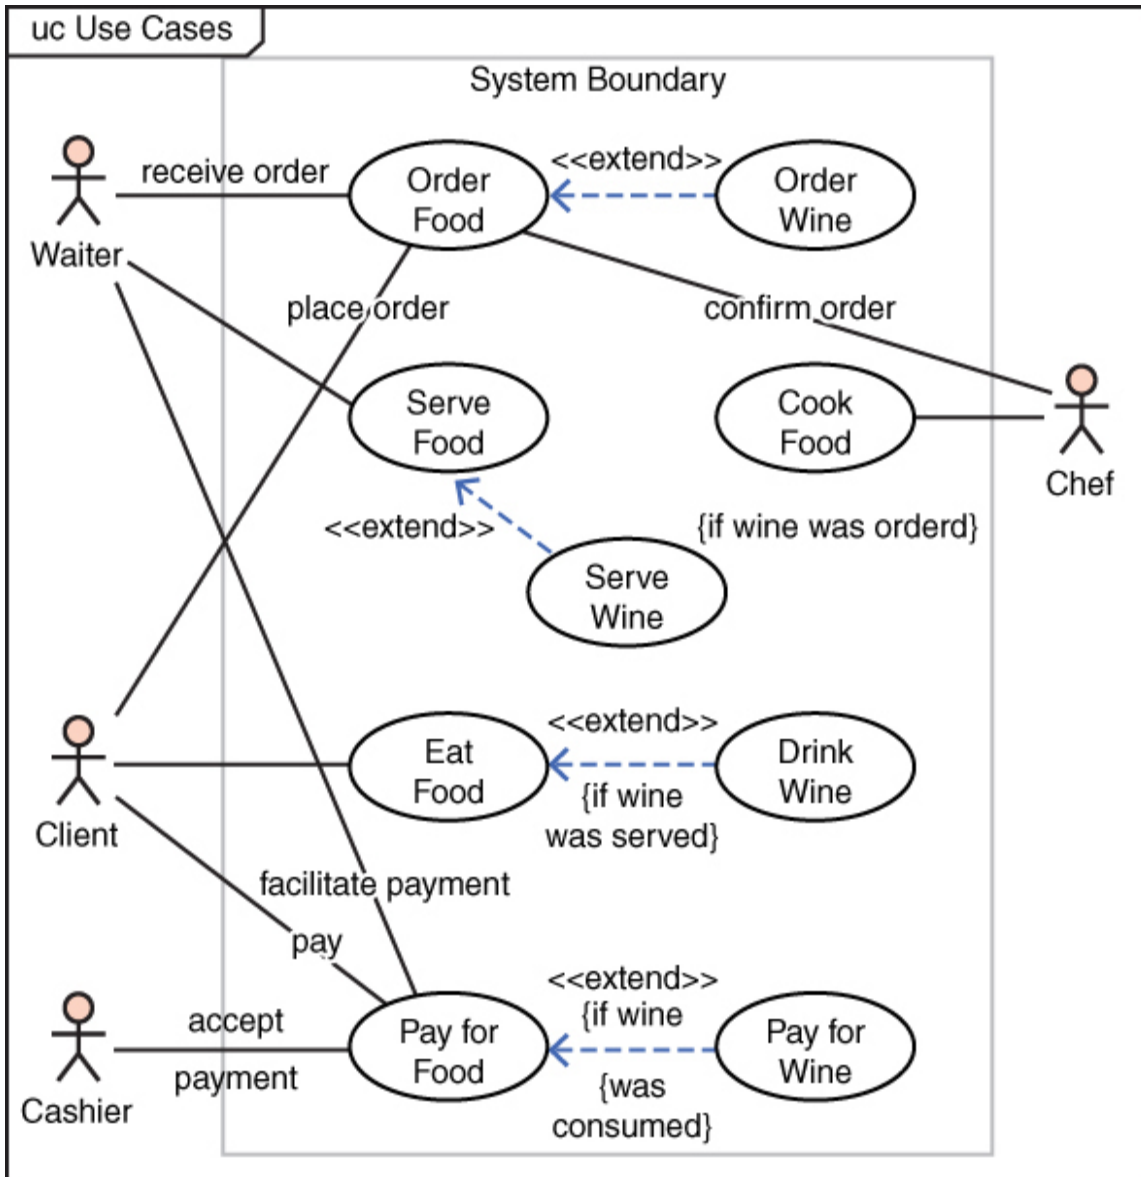 uc Use Cases
System Boundary
Waiter
receive order
Order
Food
<<extend>>
Order
Wine
place order
confirm order
Serve
Food
Cook
Food
Chef
<<extend>>
{if wine was orderd}
Serve
Wine
Client
Eat
Food
<<extend>>
{if wine
was served}
Drink
Wine
facilitate payment
pay
Cashier
accept
payment
Pay for
Food
<<extend>>
{if wine
{was
consumed}
Pay for
Wine